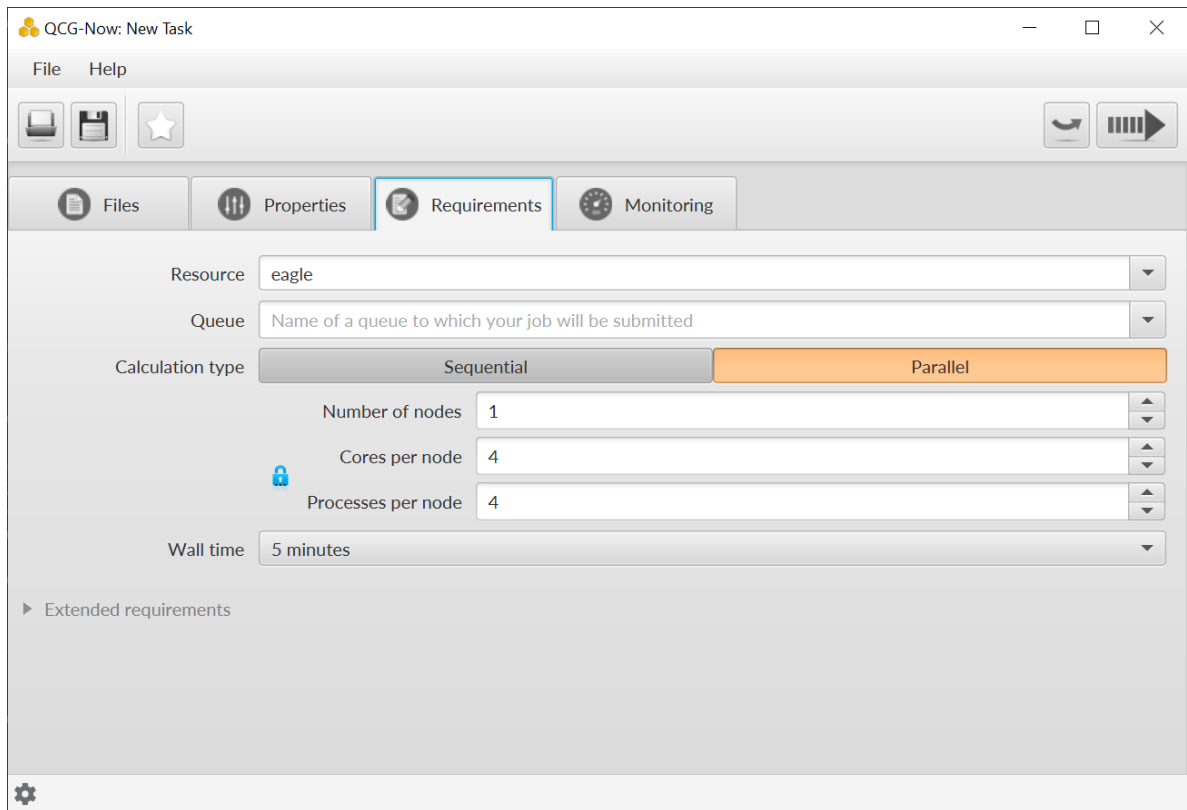 QCG-Now: New Task
File Help
Files Properties Requirements Monitoring
Resource eagle
Queue Name of a queue to which your job will be submitted
Calculation type Sequential Parallel
Number of nodes 1
Cores per node 4
Processes per node 4
Wall time 5 minutes
Extended requirements